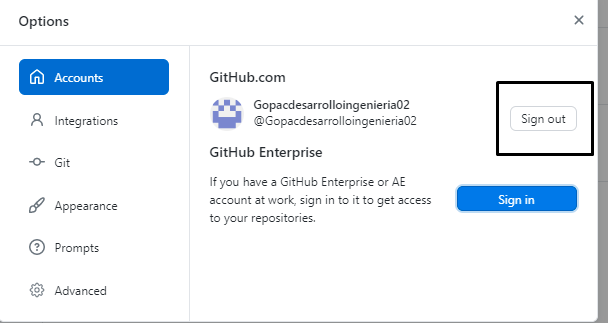 Options
Accounts
Integrations
Git
Appearance
Prompts
Advanced
GitHub.com
Gopacdesarrolloingenieria02
@Gopacdesarrolloingenieria02
Sign out
GitHub Enterprise
If you have a GitHub Enterprise or AE
account at work, sign in to it to get access
to your repositories.
Sign in